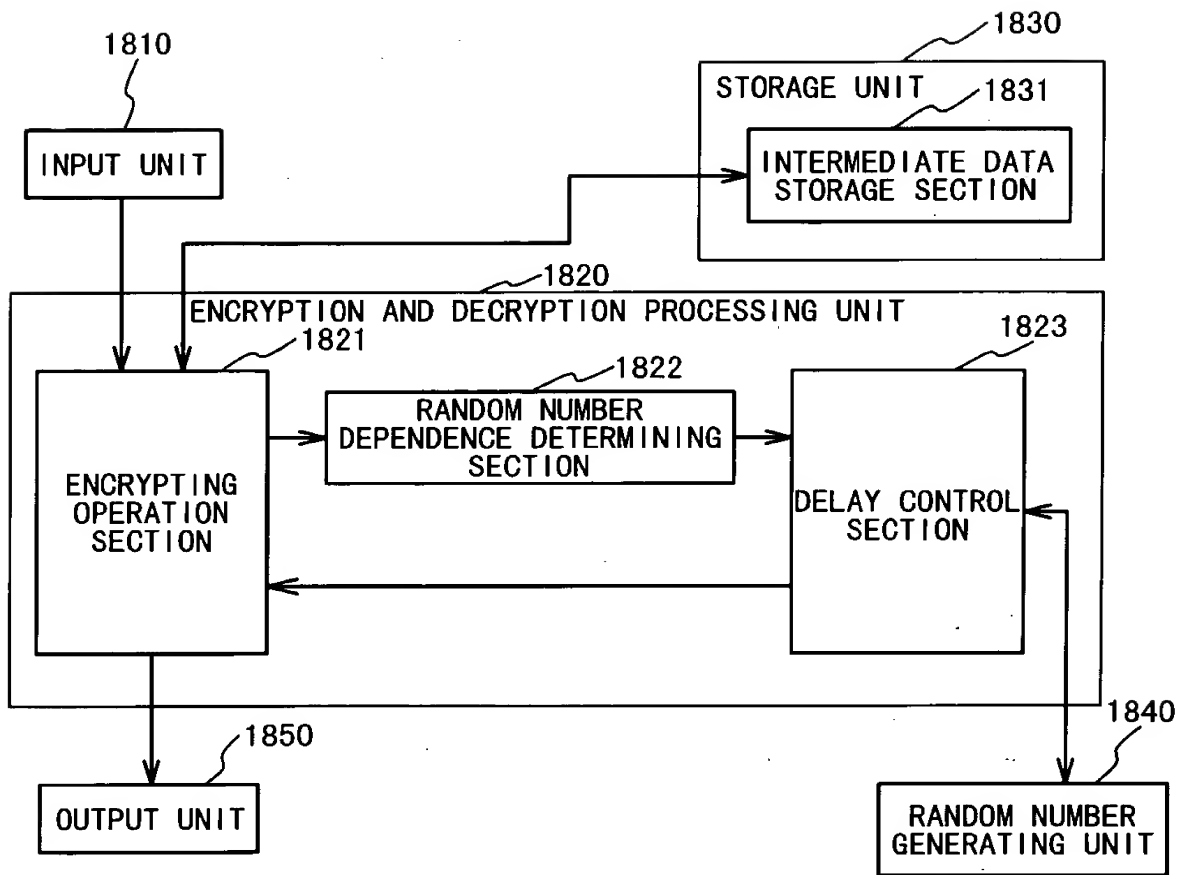 1810
INPUT UNIT
1830
STORAGE UNIT
1831
INTERMEDIATE DATA
STORAGE SECTION
1820
ENCRYPTION AND DECRYPTION PROCESSING UNIT
1821
ENCRYPTING
OPERATION
SECTION
1822
RANDOM NUMBER
DEPENDENCE DETERMINING
SECTION
1823
DELAY CONTROL
SECTION
1850
OUTPUT UNIT
1840
RANDOM NUMBER
GENERATING UNIT